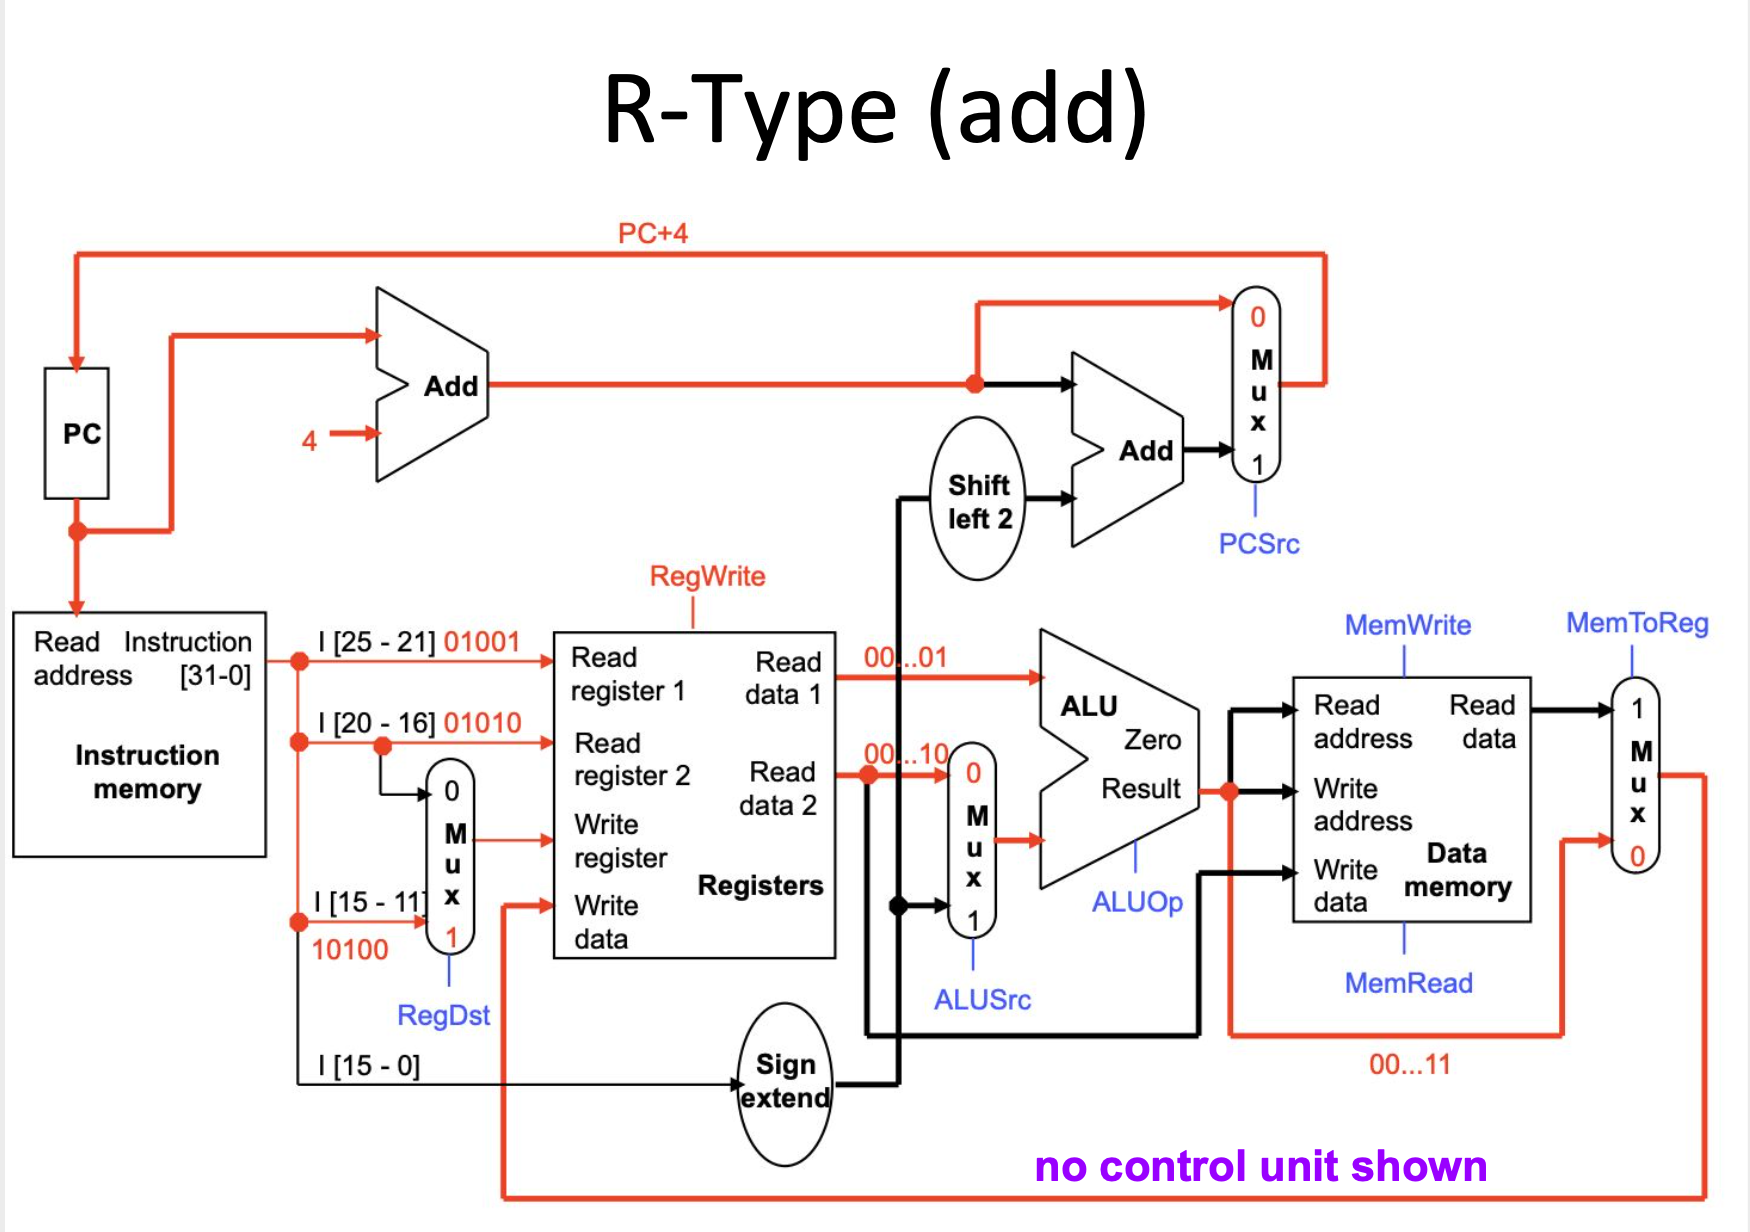 R-Type (add)
PC+4
0
M
u
x
1
PCSrc
Add
4
PC
Add
Shift
left 2
RegWrite
MemWrite
MemToReg
Read Instruction
address [31-0]
Instruction
memory
I [25 - 21] 01001
I [20 - 16] 01010
0
M
u
x
1
I [15 - 11]
10100
RegDst
I [15 - 0]
Read
register 1
Read
register 2
Write
register
Write
data
Read
data 1
Read
data 2
Registers
00...01
00...10
0
M
u
x
1
ALUSrc
ALU
Zero
Result
ALUOp
Read
address
Write
address
Write
data
Read
data
Data
memory
MemRead
1
M
u
x
0
00...11
Sign
extend
no control unit shown